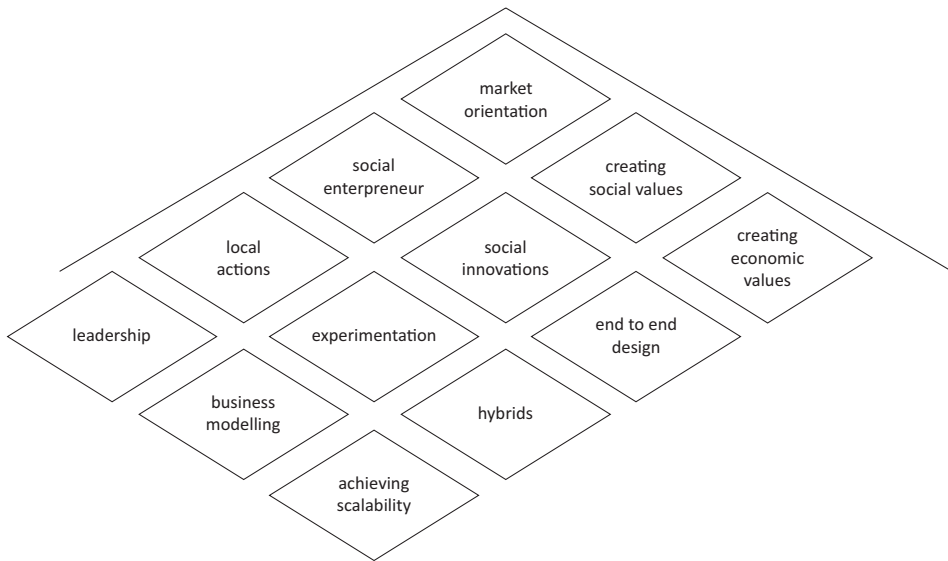 market
orientation
social
enterpreneur
creating
social values
local
actions
social
innovations
creating
economic
values
leadership
experimentation
end to end
design
business
modelling
hybrids
achieving
scalability